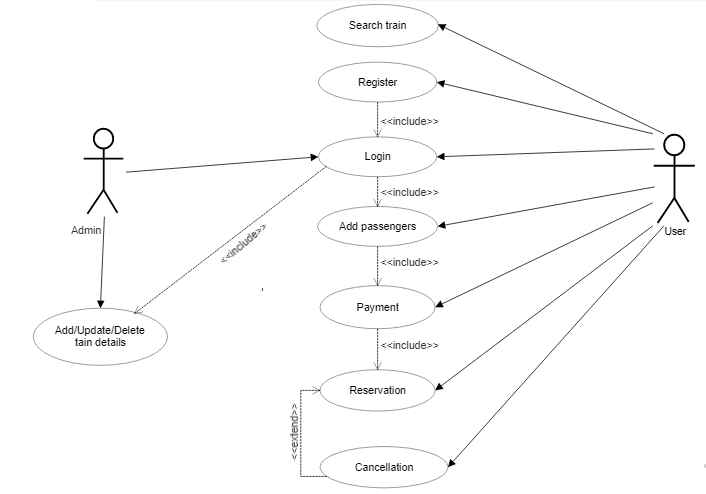 Search train
Register
<<include>>
Login
<<include>>
Admin
Add passengers
User
<<include>>
<<include>>
Payment
Add/Update/Delete
tain details
<<include>>
Reservation
<<extend>>
Cancellation